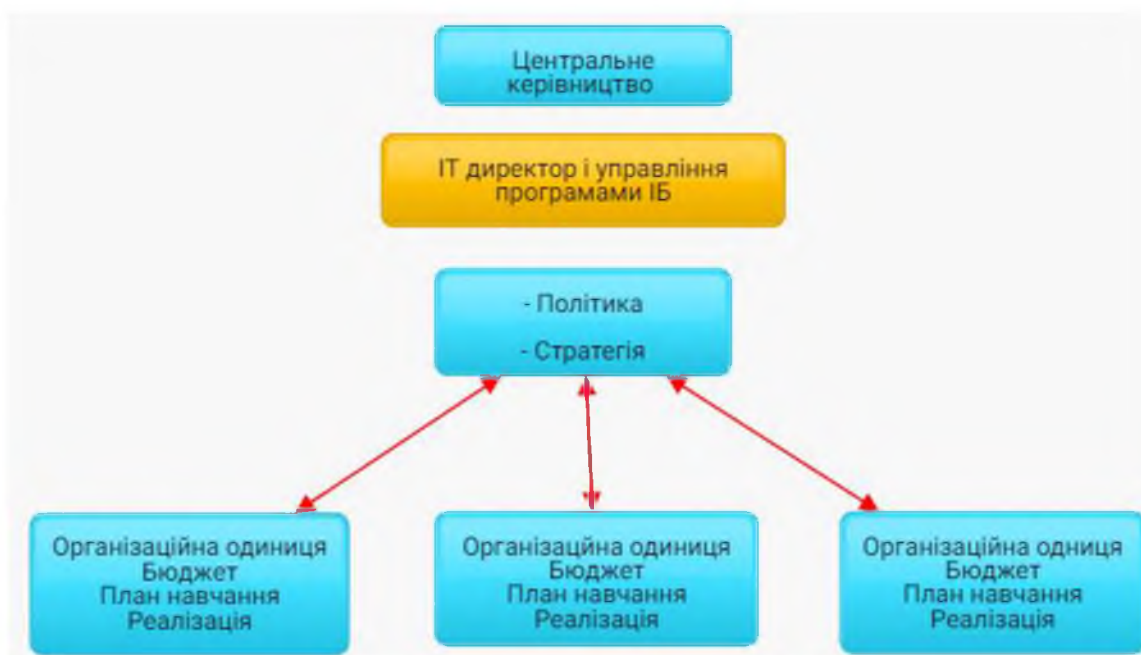 Центральне
керівництво
ІТ директор і управління
програмами ІБ
- Політика
- Стратегія
Організаційна одиниця
Бюджет
План навчання
Реалізація
Організаційна одиниця
Бюджет
План навчання
Реалізація
Організаційна одниця
Бюджет
План навчання
Реалізація